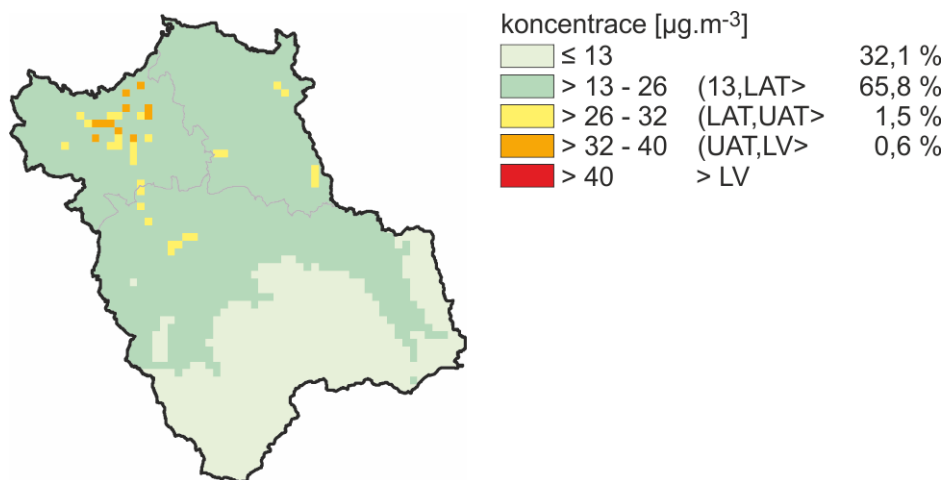 koncentrace [µg.m-3]
≤ 13 32,1 %
> 13 - 26 (13,LAT> 65,8 %
> 26 - 32 (LAT,UAT> 1,5 %
> 32 - 40 (UAT,LV> 0,6 %
> 40 > LV